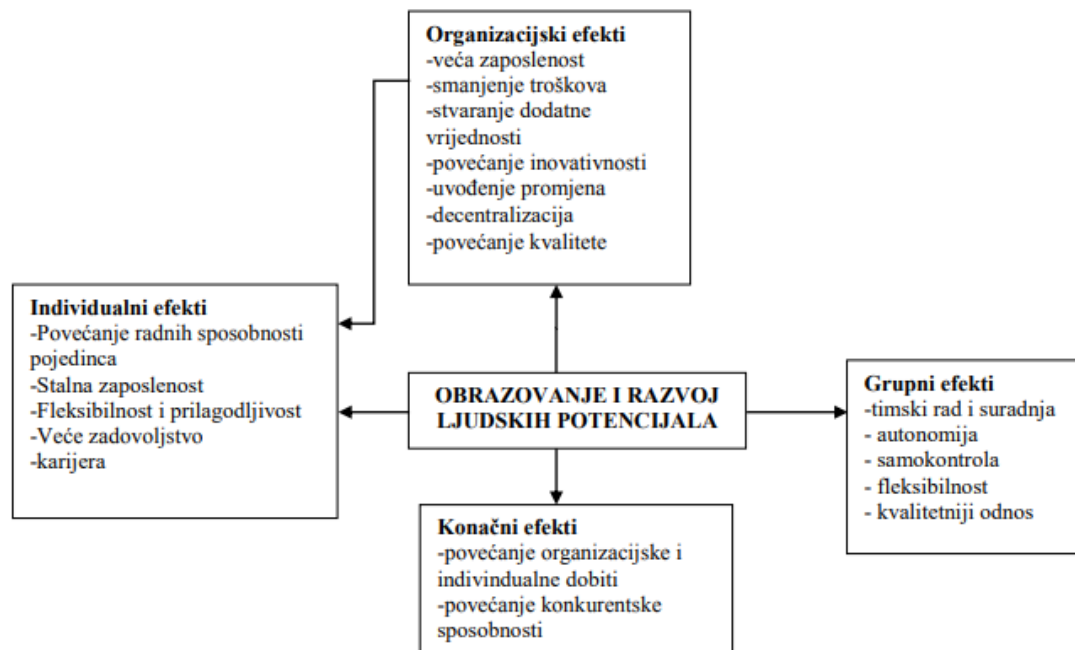 Organizacijski efekti
-veća zaposlenost
-smanjenje troškova
-stvaranje dodatne
vrijednosti
-povećanje inovativnosti
-uvođenje promjena
-decentralizacija
-povećanje kvalitete
Individualni efekti
-Povećanje radnih sposobnosti
pojedinca
-Stalna zaposlenost
-Fleksibilnost i prilagodljivost
-Veće zadovoljstvo
-karijera
OBRAZOVANJE I RAZVOJ
LJUDSKIH POTENCIJALA
Grupni efekti
-timski rad i suradnja
- autonomija
- samokontrola
- fleksibilnost
- kvalitetniji odnos
Konačni efekti
-povećanje organizacijske i
indivindualne dobiti
-povećanje konkurentske
sposobnosti